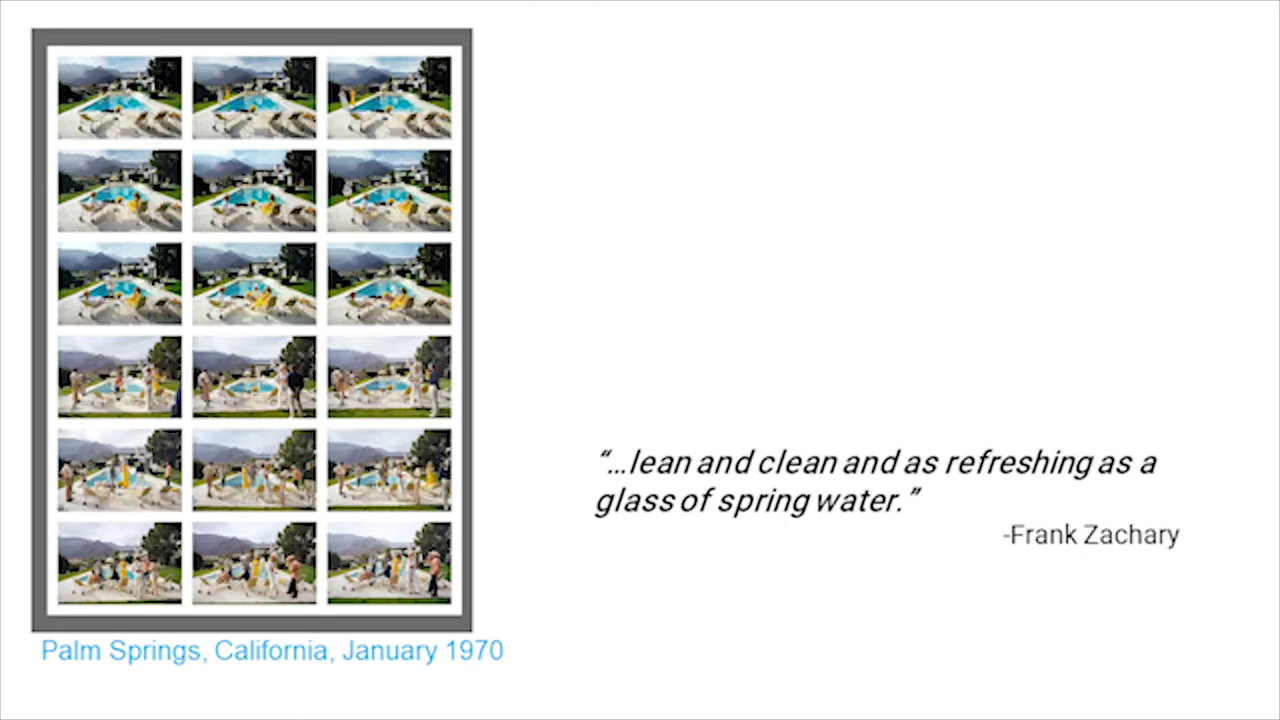 “…lean and clean and as refreshing as a
glass of spring water.”
-Frank Zachary
Palm Springs, California, January 1970